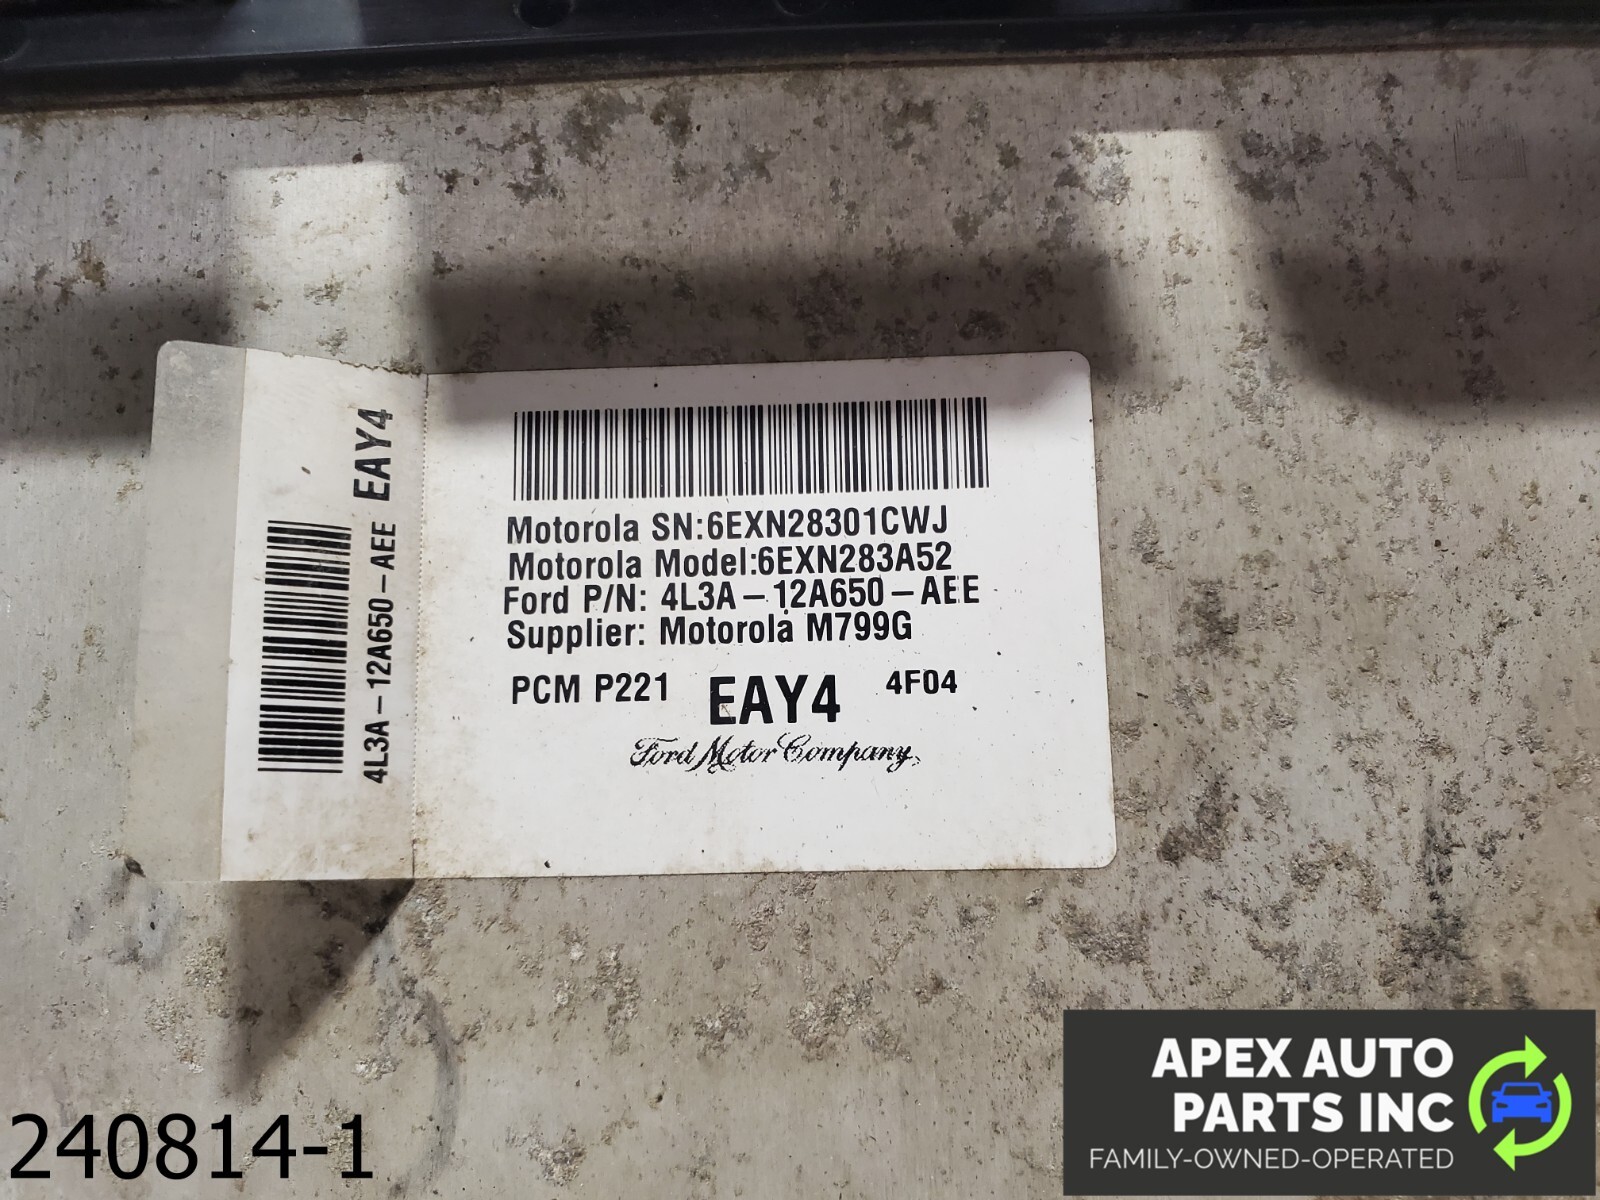 EAY4
4L3A-12A650-AEE
Motorola SN:6EXN28301CWJ
Motorola Model:6EXN283A52
Ford P/N: 4L3A-12A650-AEE
Supplier: Motorola M799G
PCM P221 EAY4 4F04
Ford Motor Company,
240814-1
APEX AUTO
PARTS INC
FAMILY-OWNED-OPERATED